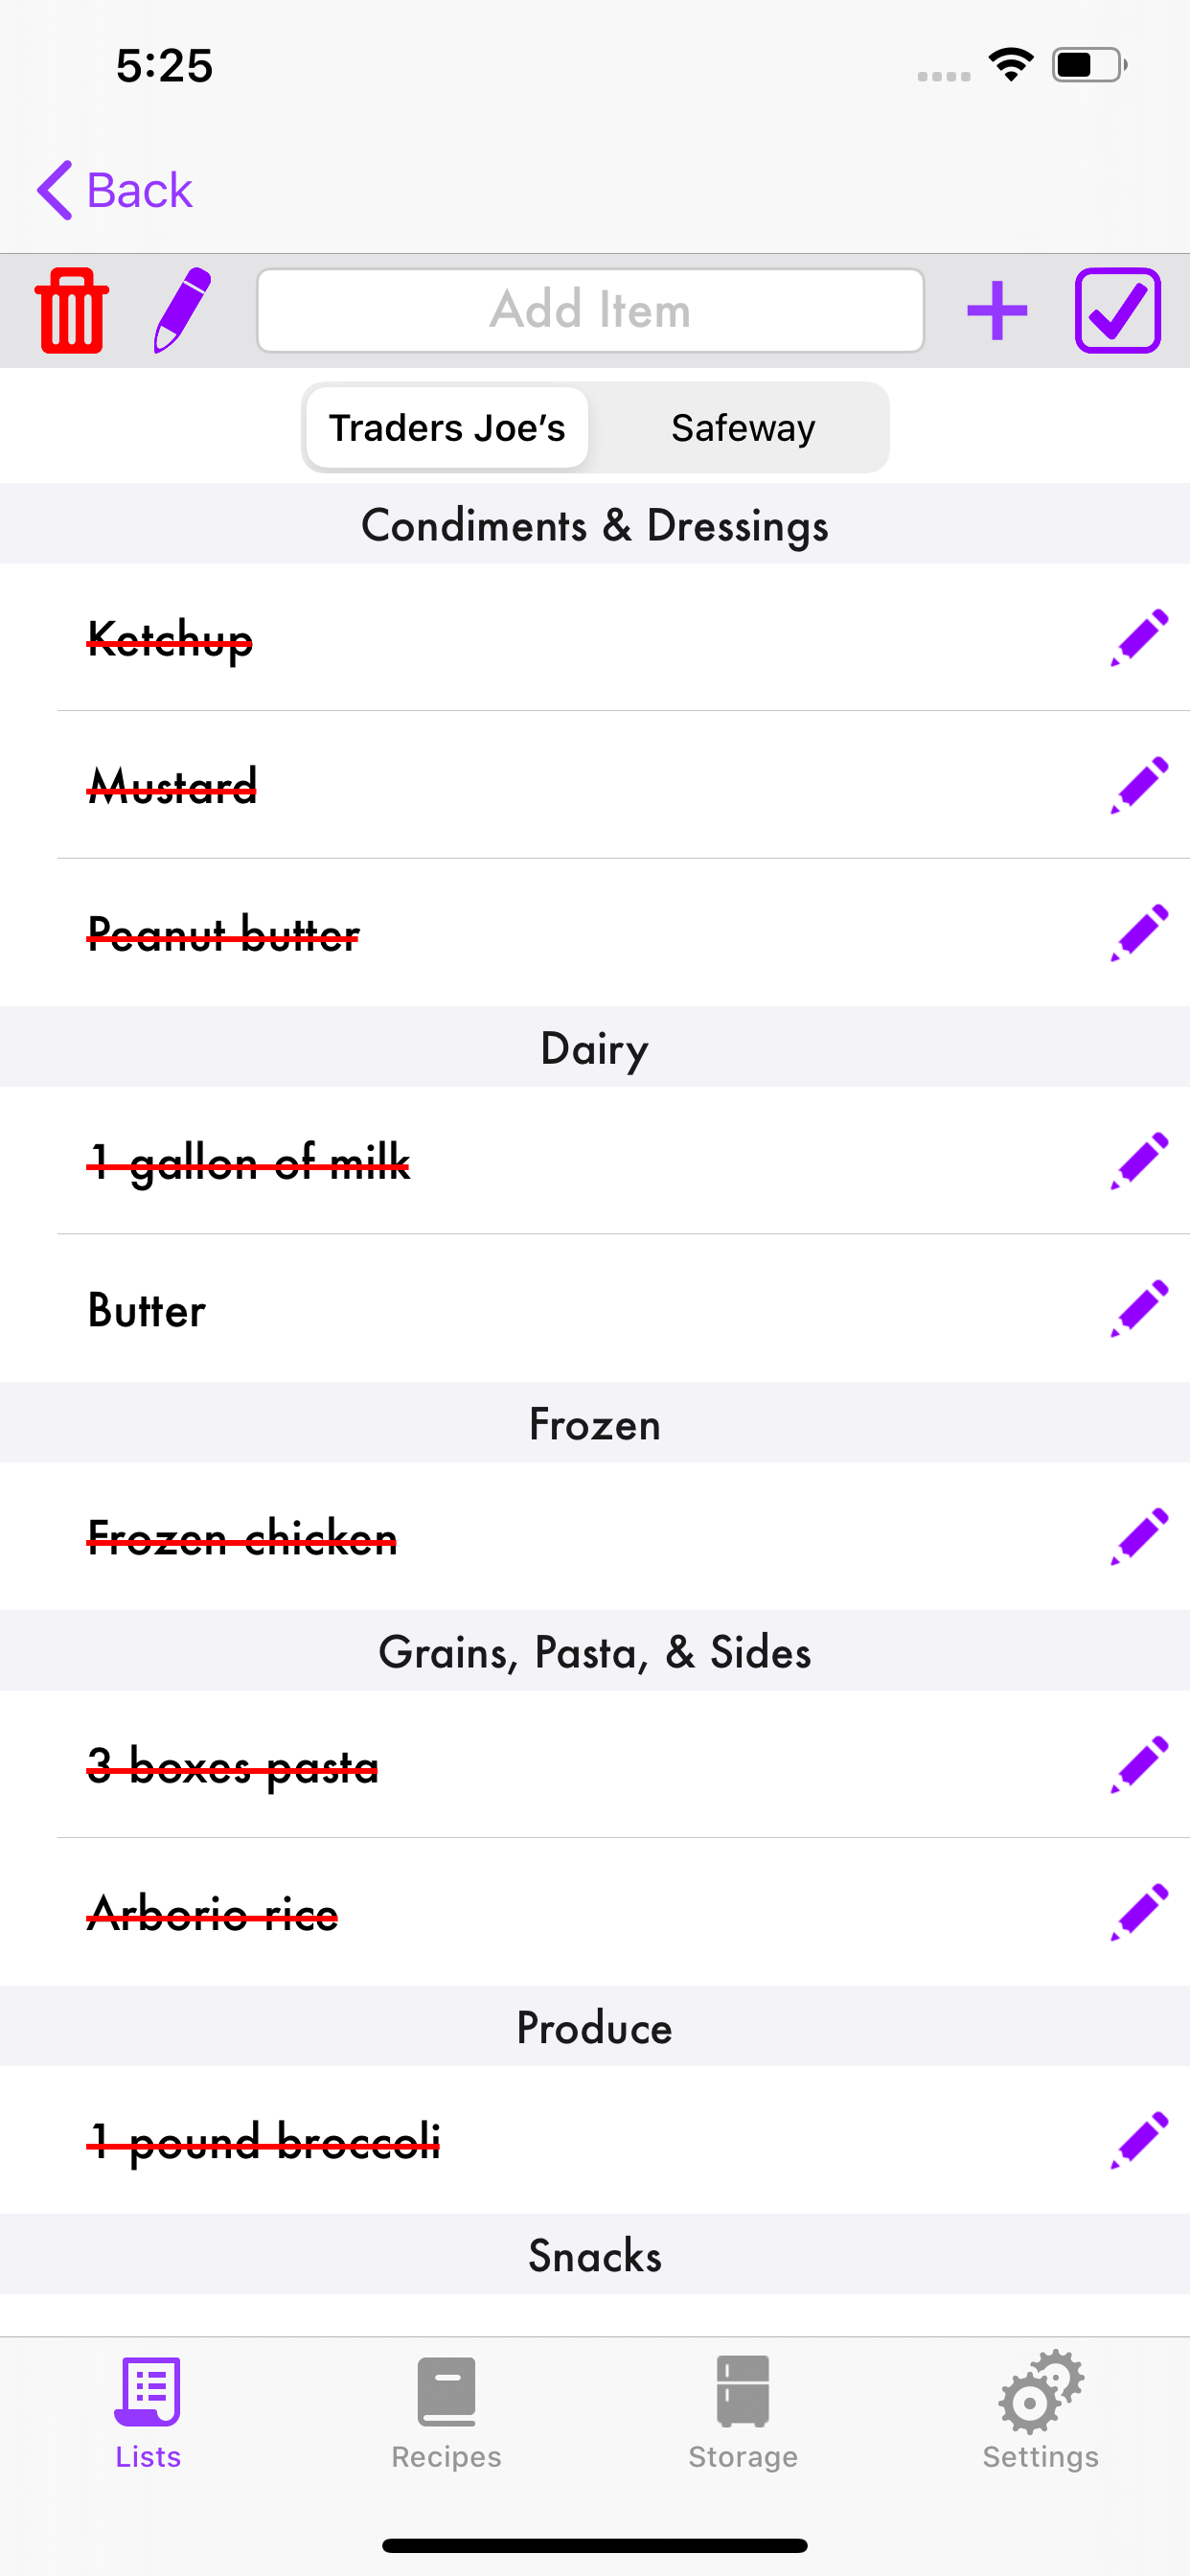 5:25
Back
Add Item
Traders Joe's Safeway
Condiments & Dressings
Ketchup
Mustard
Peanut butter
Dairy
1 gallon of milk
Butter
Frozen
Frozen chicken
Grains, Pasta, & Sides
3 boxes pasta
Arborio rice
Produce
1 pound broccoli
Snacks
Lists Recipes Storage Settings